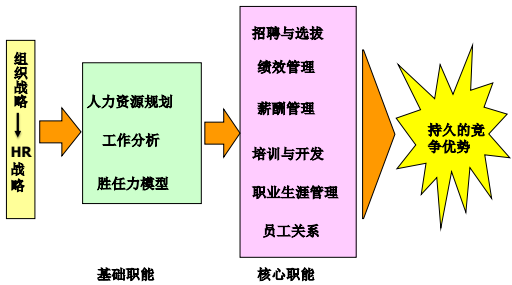 组织战略
HR战略
人力资源规划
工作分析
胜任力模型
招聘与选拔
绩效管理
薪酬管理
培训与开发
职业生涯管理
员工关系
持久的竞
争优势
基础职能
核心职能